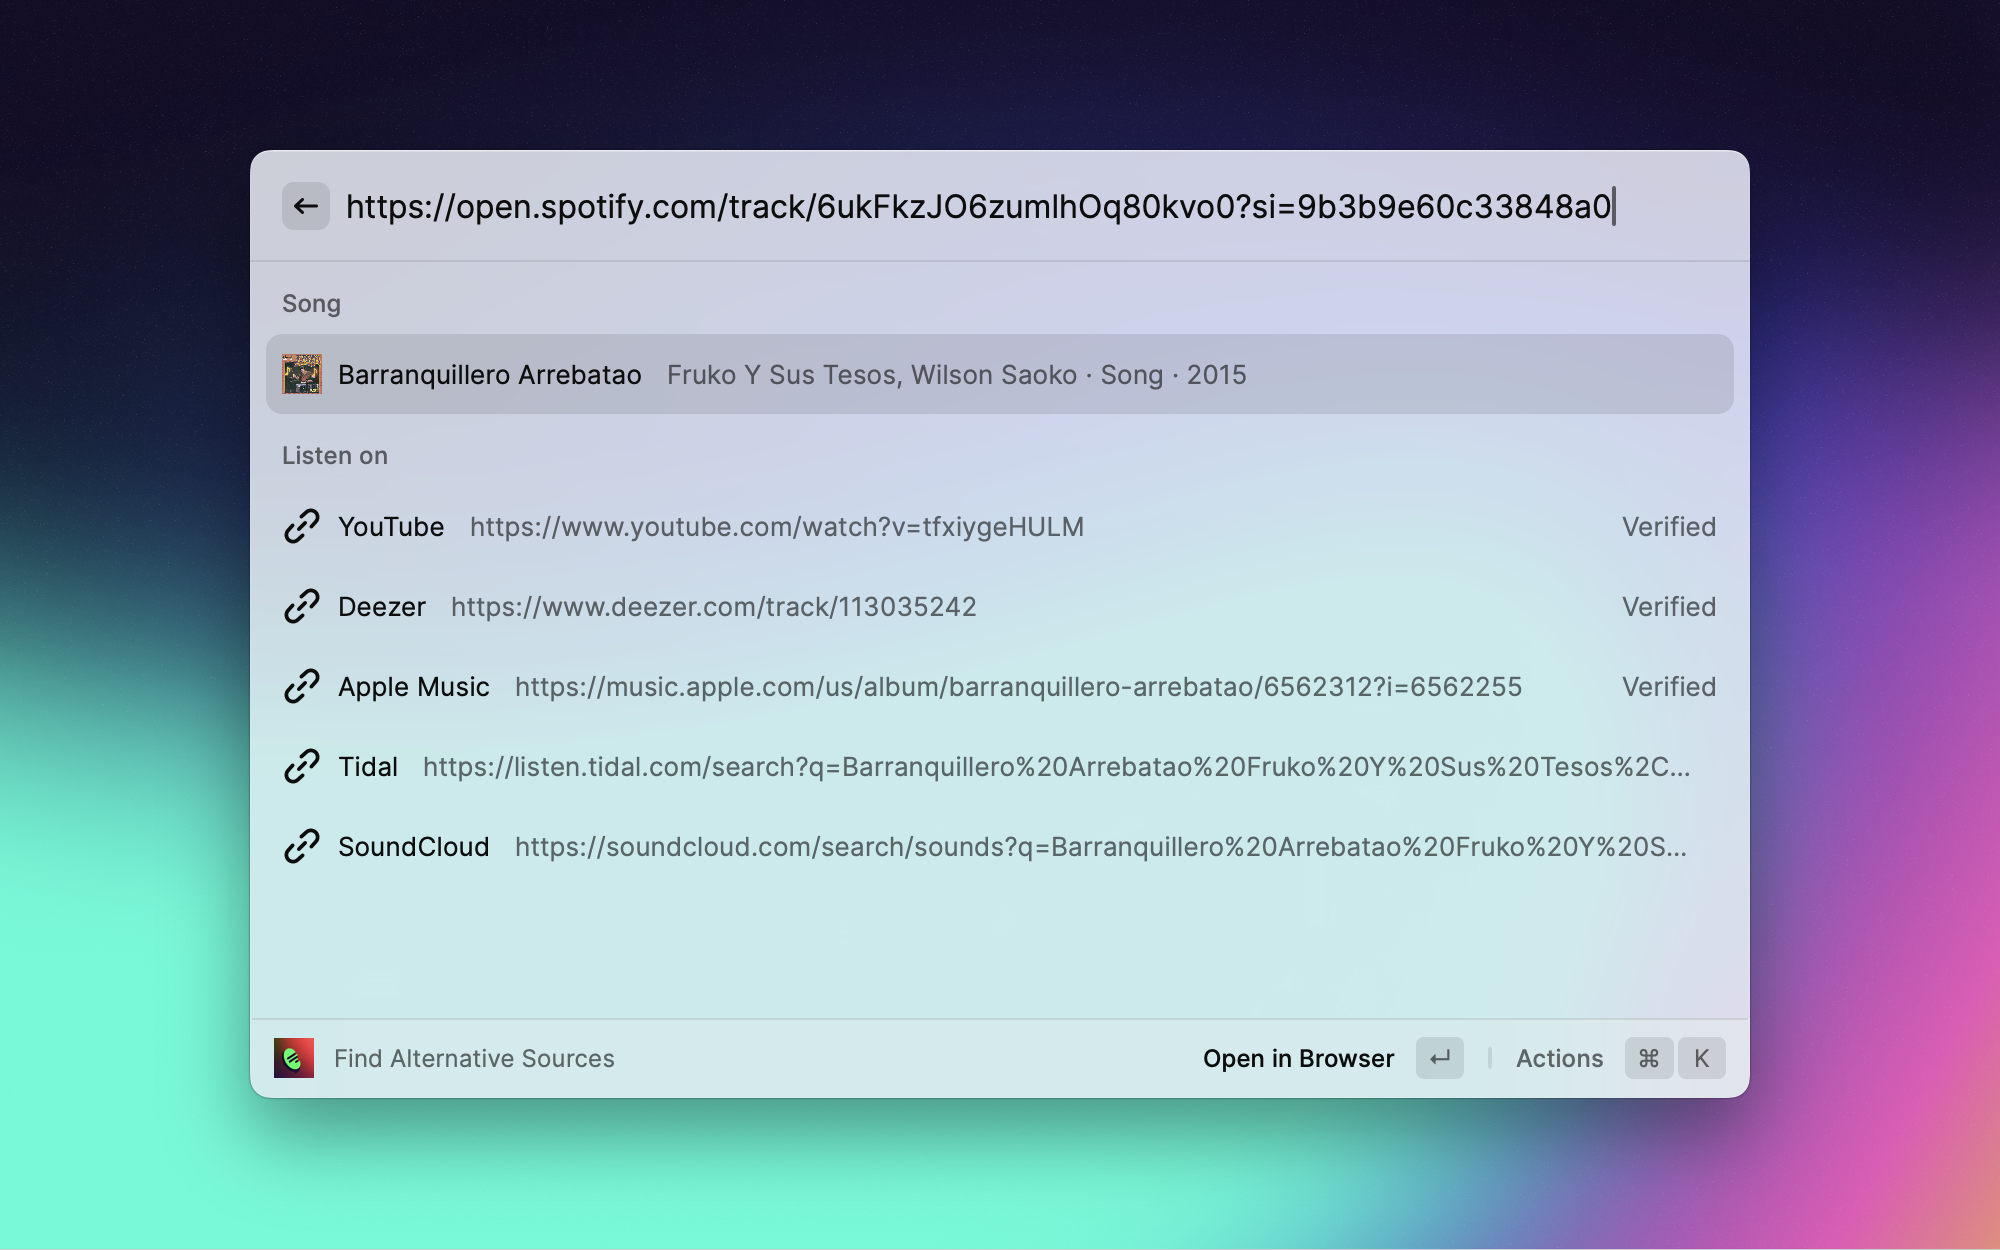 https://open.spotify.com/track/6ukFkzJO6zumIhOq80kvo0?si=9b3b9e60c33848a0
Song
Barranquillero Arrebatao Fruko Y Sus Tesos, Wilson Saoko · Song · 2015
Listen on
YouTube https://www.youtube.com/watch?v=tfxiygeHULM Verified
Deezer https://www.deezer.com/track/113035242 Verified
Apple Music https://music.apple.com/us/album/barranquillero-arrebatao/6562312?i=6562255 Verified
Tidal https://listen.tidal.com/search?q=Barranquillero%20Arrebatao%20Fruko%20Y%20Sus%20Tesos%2C...
SoundCloud https://soundcloud.com/search/sounds?q=Barranquillero%20Arrebatao%20Fruko%20Y%20S...
Find Alternative Sources Open in Browser Actions ⌘ K